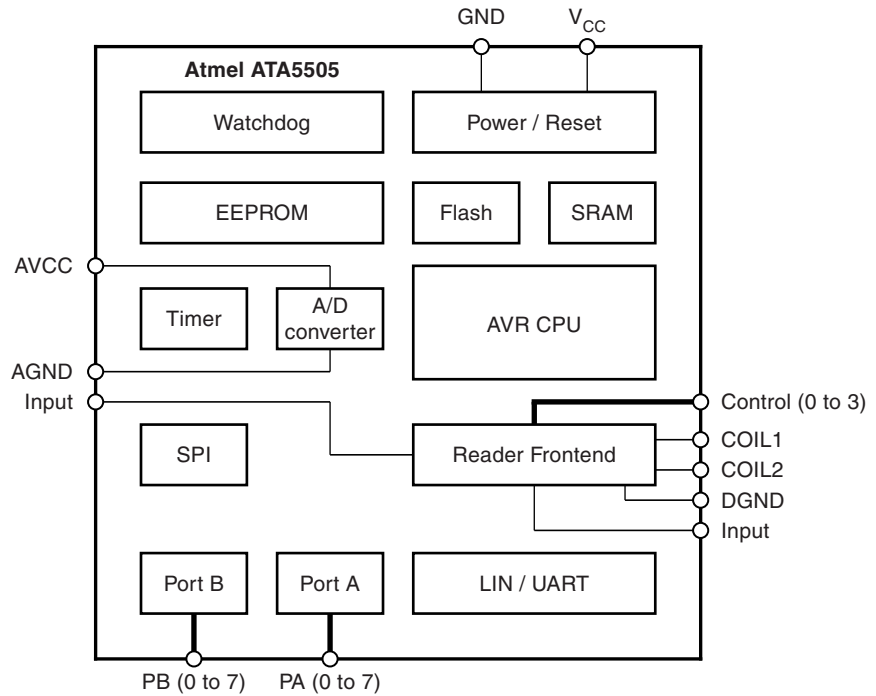 GND
VCC
Atmel ATA5505
Watchdog
Power / Reset
EEPROM
Flash
SRAM
AVCC
Timer
A/D
converter
AVR CPU
AGND
Input
Control (0 to 3)
SPI
Reader Frontend
COIL1
COIL2
DGND
Input
Port B
Port A
LIN / UART
PB (0 to 7)
PA (0 to 7)